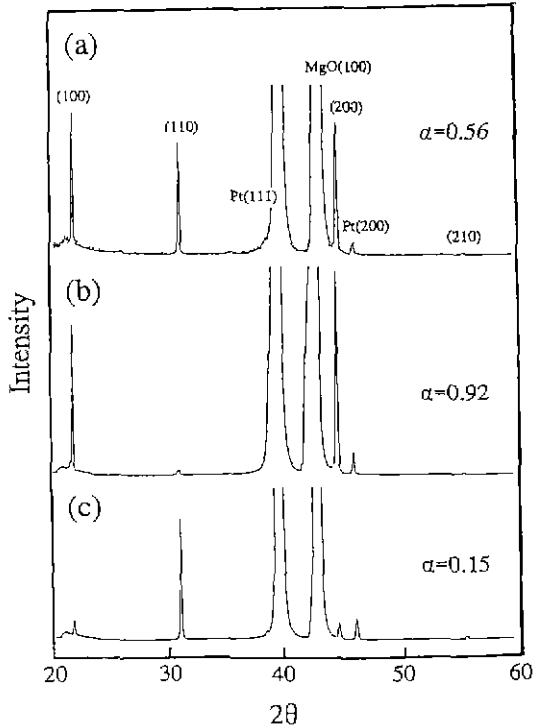 (a)
MgO(100)
(100)
(200)
(110)
α=0.56
Pt(111)
Pt(200)
(210)
(b)
α=0.92
(c)
α=0.15
Intensity
20
30
40
50
60
2θ